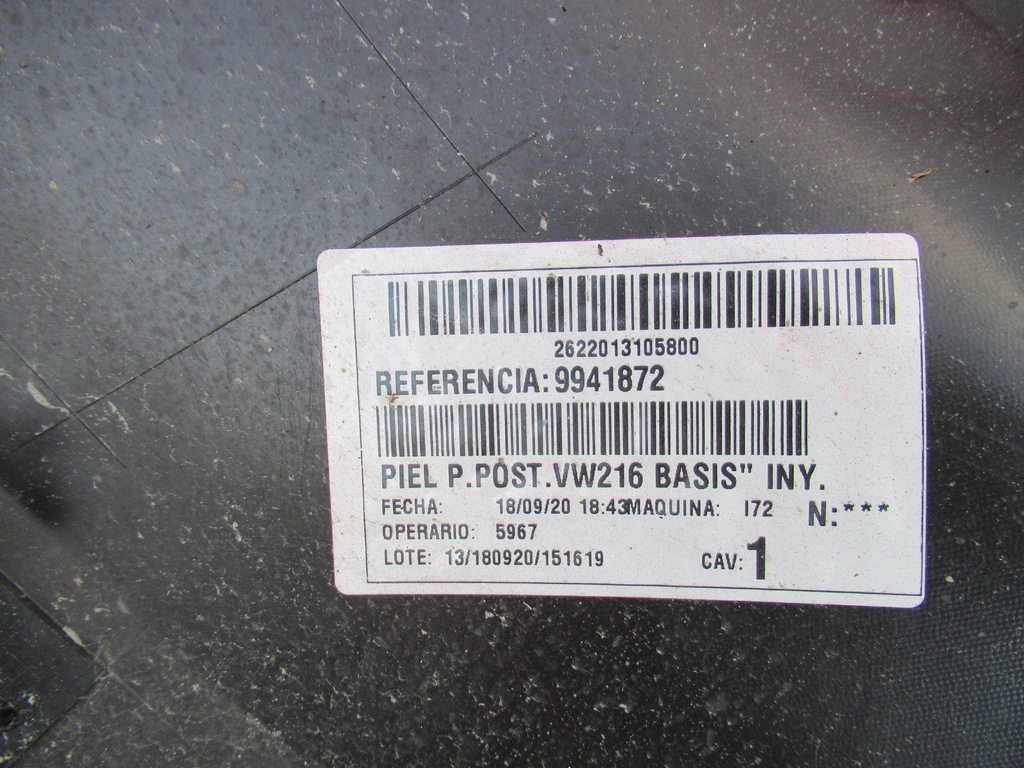 2622013105800
REFERENCIA: 9941872
PIEL P.POST.VW216 BASIS" INY.
FECHA: 18/09/20 18:43MAQUINA: I72 N:***
OPERARIO: 5967
LOTE: 13/180920/151619 CAV: 1